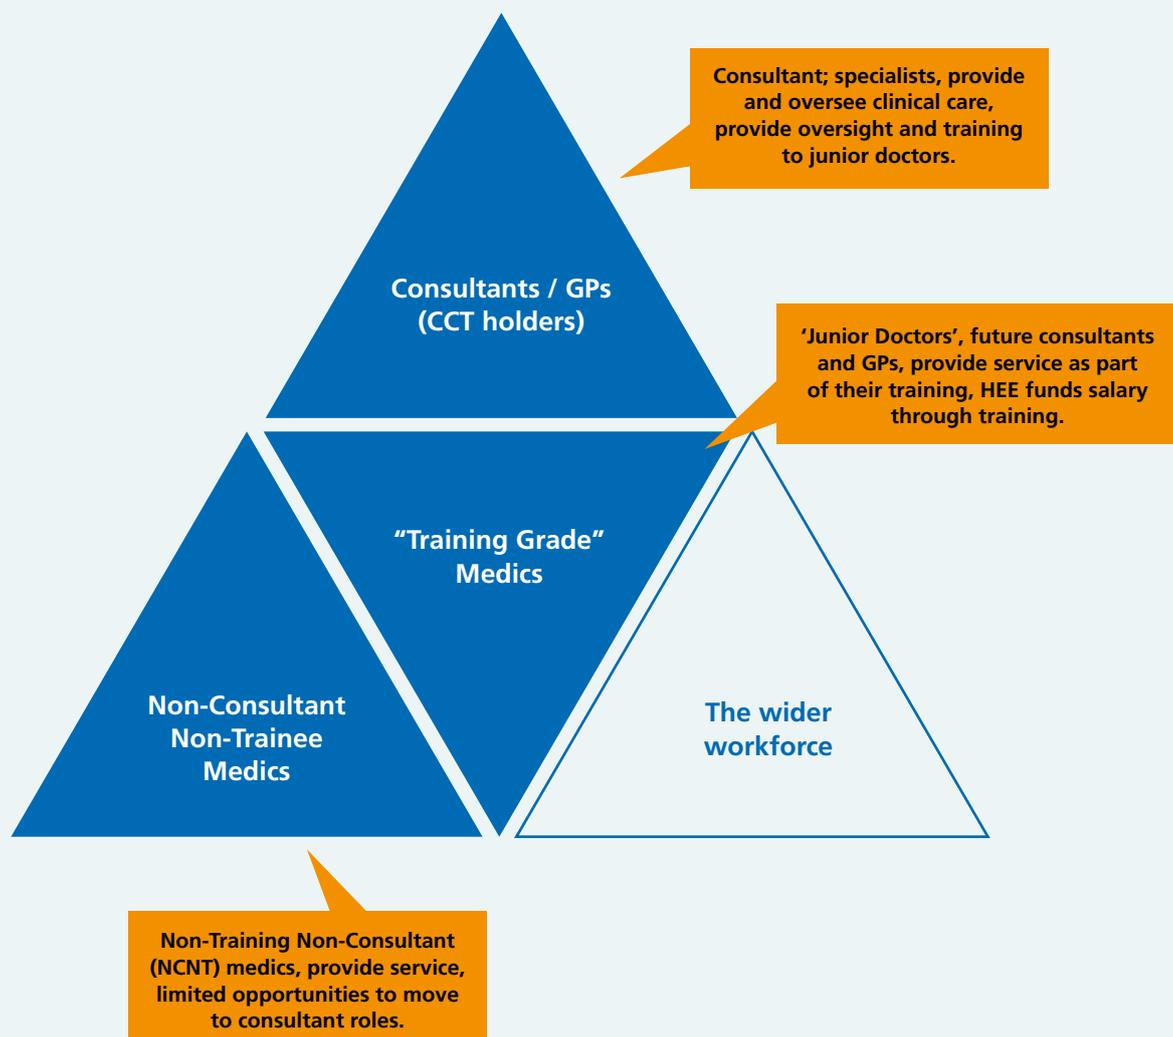 Consultant; specialists, provide
and oversee clinical care,
provide oversight and training
to junior doctors.
Consultants / GPs
(CCT holders)
‘Junior Doctors’, future consultants
and GPs, provide service as part
of their training, HEE funds salary
through training.
“Training Grade”
Medics
Non-Consultant
Non-Trainee
Medics
The wider
workforce
Non-Training Non-Consultant
(NCNT) medics, provide service,
limited opportunities to move
to consultant roles.